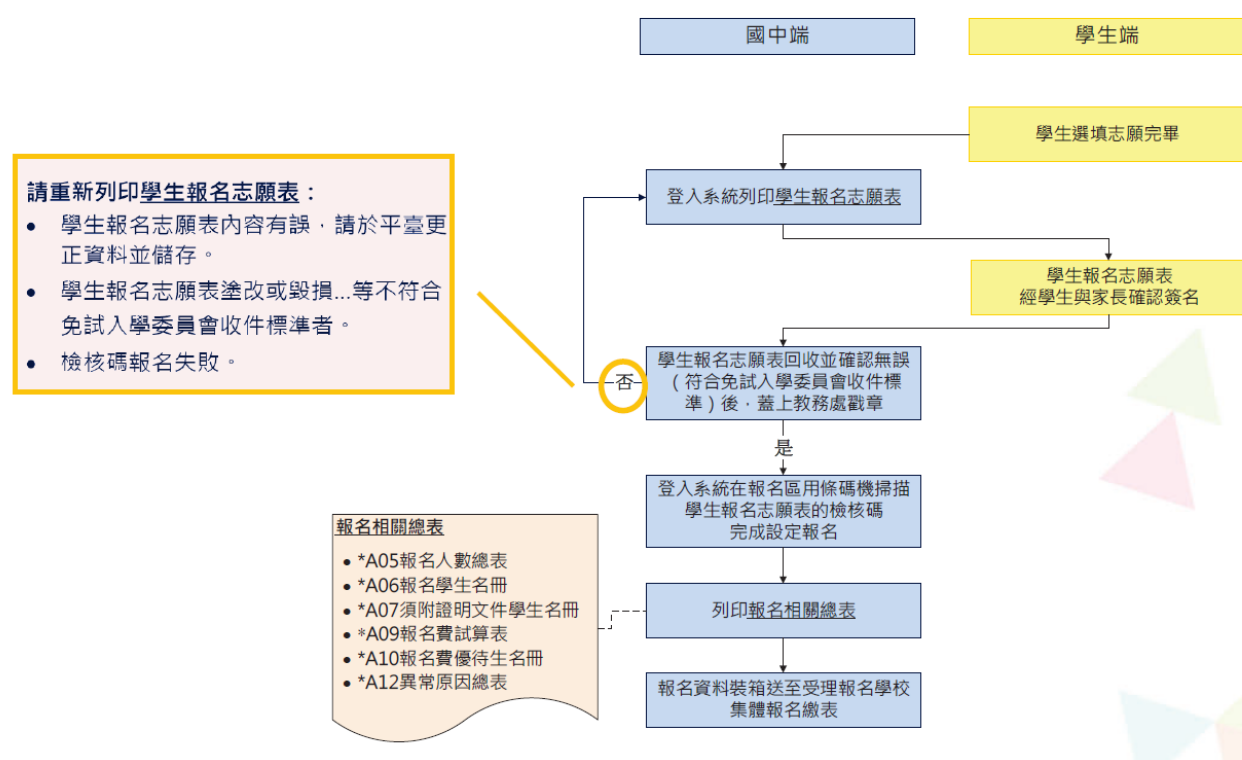 國中端
學生端
學生選填志願完畢
登入系統列印學生報名志願表
學生報名志願表
經學生與家長確認簽名
請重新列印學生報名志願表：
• 學生報名志願表內容有誤，請於平臺更
正資料並儲存。
• 學生報名志願表塗改或毀損...等不符合
免試入學委員會收件標準者。
• 檢核碼報名失敗。
學生報名志願表回收並確認無誤
（符合免試入學委員會收件標
準）後，蓋上教務處戳章
否
是
登入系統在報名區用條碼機掃描
學生報名志願表的檢核碼
完成設定報名
報名相關總表
• *A05報名人數總表
• *A06報名學生名冊
• *A07須附證明文件學生名冊
• *A09報名費試算表
• *A10報名費優待生名冊
• *A12異常原因總表
列印報名相關總表
報名資料裝箱送至受理報名學校
集體報名繳表